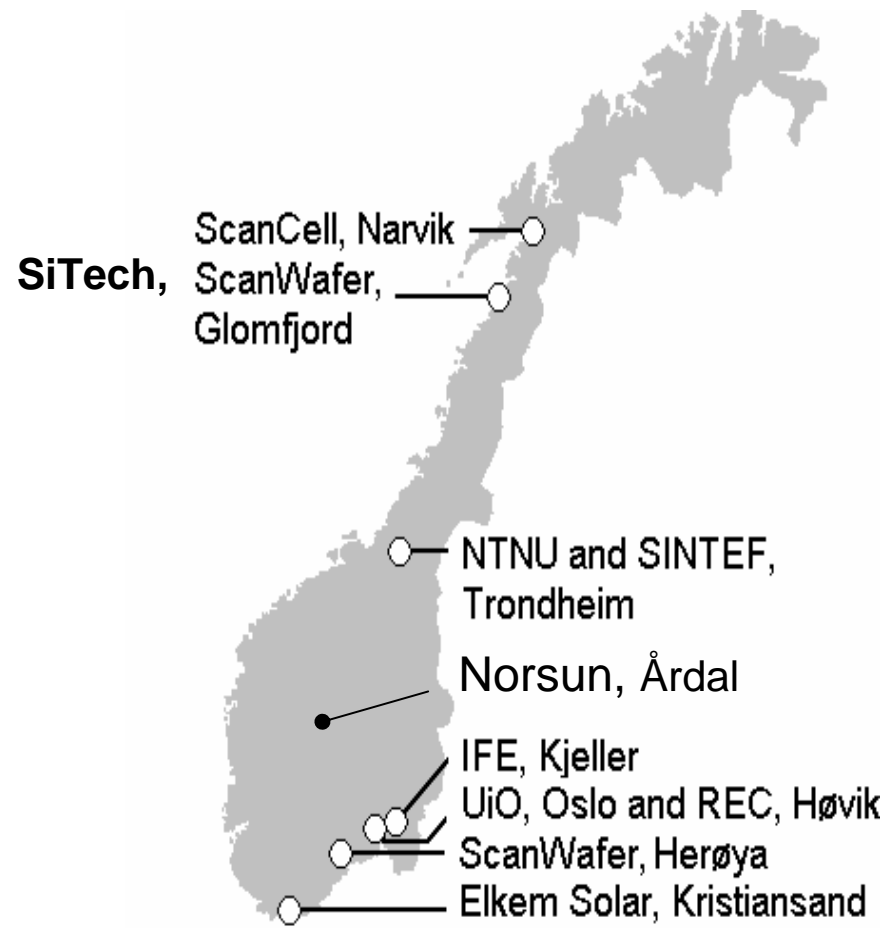 ScanCell, Narvik
SiTech, ScanWafer,
Glomfjord
NTNU and SINTEF,
Trondheim
Norsun, Årdal
IFE, Kjeller
UiO, Oslo and REC, Høvik
ScanWafer, Herøya
Elkem Solar, Kristiansand